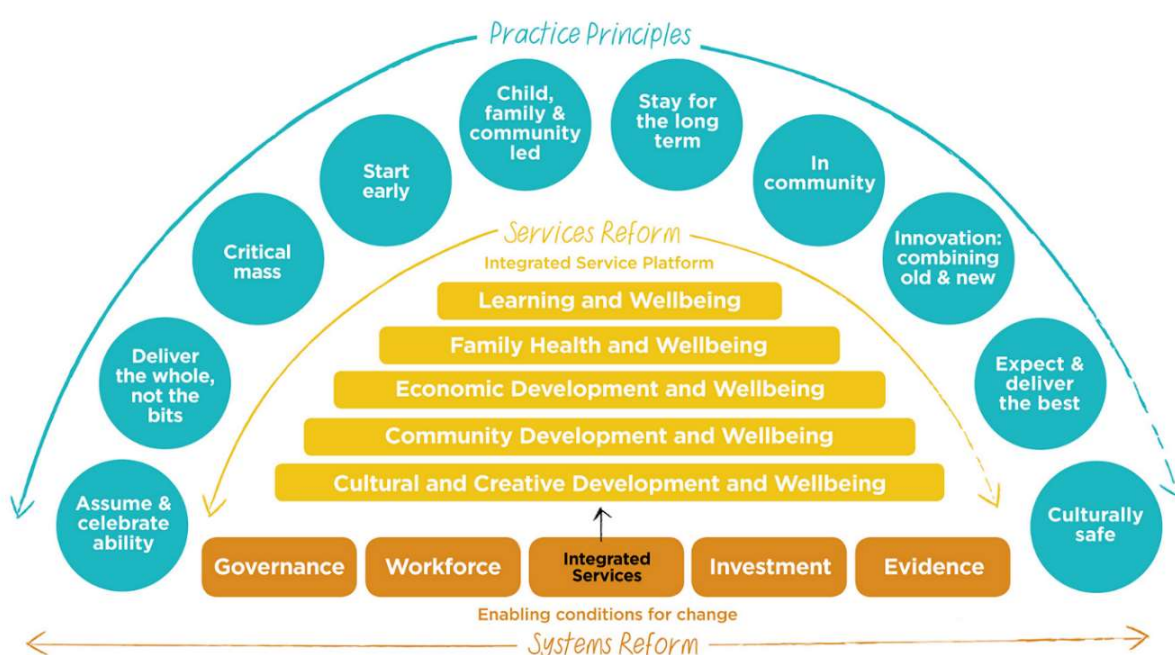 Practice Principles
Assume &
celebrate
ability
Deliver
the whole,
not the
bits
Critical
mass
Start
early
Child,
family &
community
led
Stay for
the long
term
In
community
Innovation:
combining
old & new
Expect &
deliver
the best
Culturally
safe
Services Reform
Integrated Service Platform
Learning and Wellbeing
Family Health and Wellbeing
Economic Development and Wellbeing
Community Development and Wellbeing
Cultural and Creative Development and Wellbeing
Governance
Workforce
Integrated
Services
Investment
Evidence
Enabling conditions for change
Systems Reform